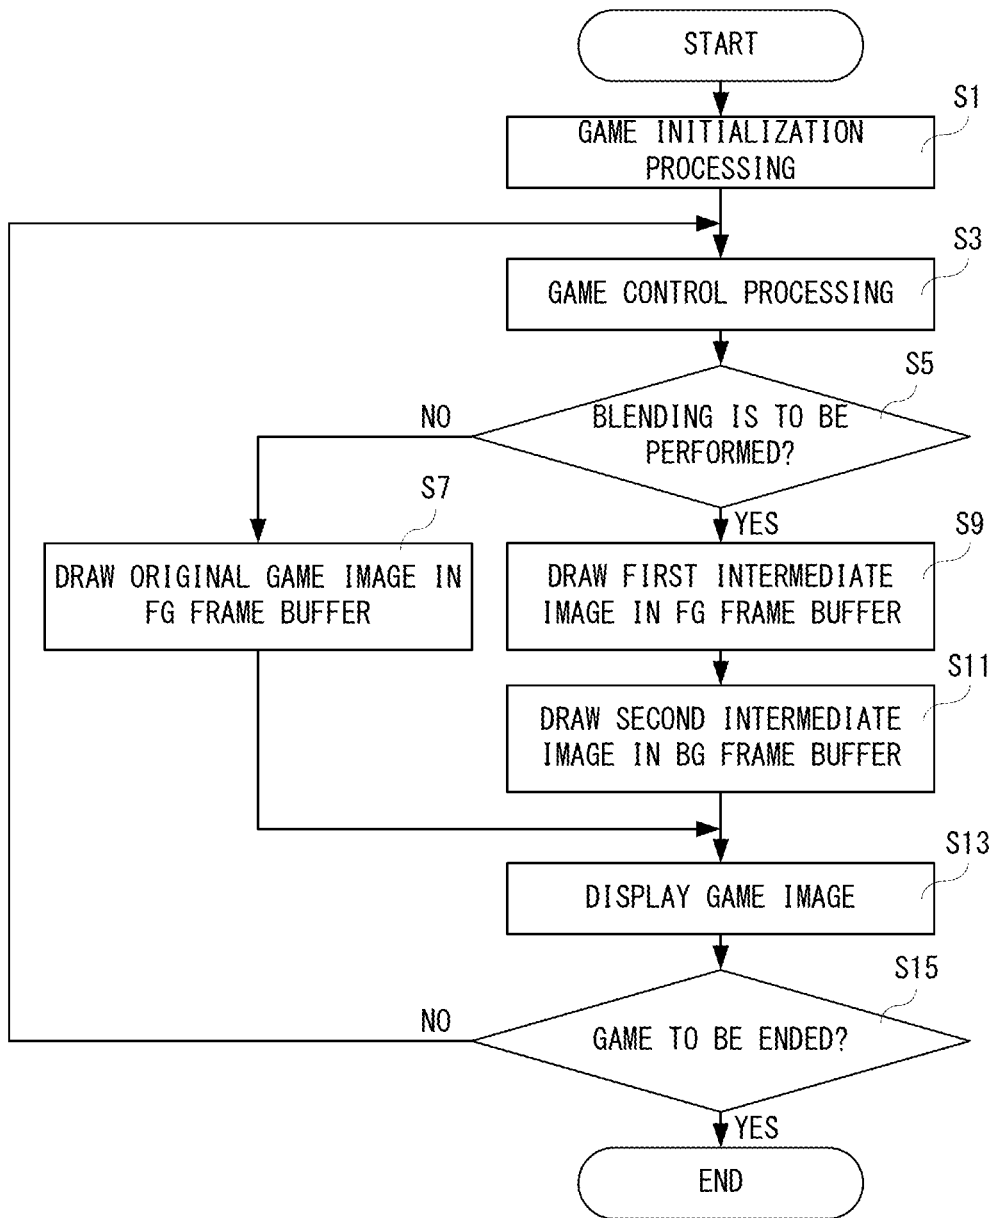 START
S1
GAME INITIALIZATION
PROCESSING
S3
GAME CONTROL PROCESSING
S5
BLENDING IS TO BE
PERFORMED?
NO
YES
S7
DRAW ORIGINAL GAME IMAGE IN
FG FRAME BUFFER
S9
DRAW FIRST INTERMEDIATE
IMAGE IN FG FRAME BUFFER
S11
DRAW SECOND INTERMEDIATE
IMAGE IN BG FRAME BUFFER
S13
DISPLAY GAME IMAGE
S15
GAME TO BE ENDED?
NO
YES
END